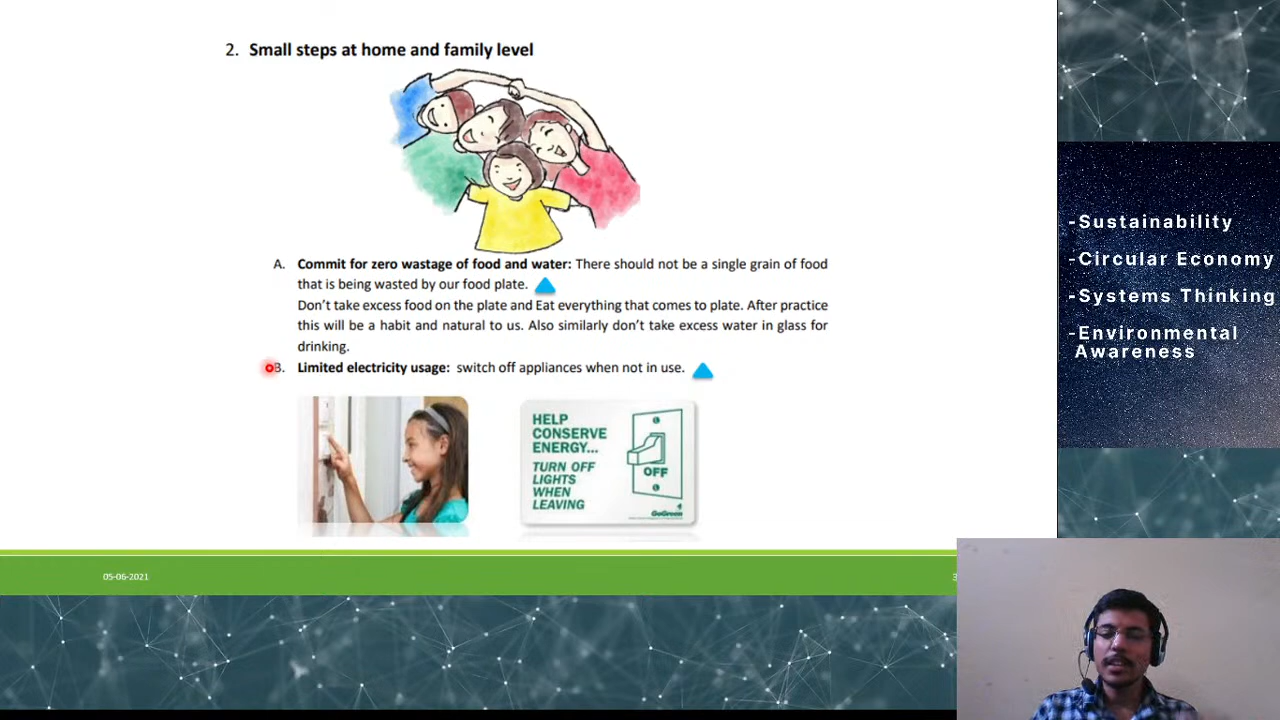 2. Small steps at home and family level
A. Commit for zero wastage of food and water: There should not be a single grain of food
that is being wasted by our food plate.
Don't take excess food on the plate and Eat everything that comes to plate. After practice
this will be a habit and natural to us. Also similarly don't take excess water in glass for
drinking.
B. Limited electricity usage: switch off appliances when not in use.
HELP
CONSERVE
ENERGY...
TURN OFF
LIGHTS
WHEN
LEAVING
OFF
GoGreen
05-06-2021
3
-Sustainability
-Circular Economy
-Systems Thinking
-Environmental
Awareness